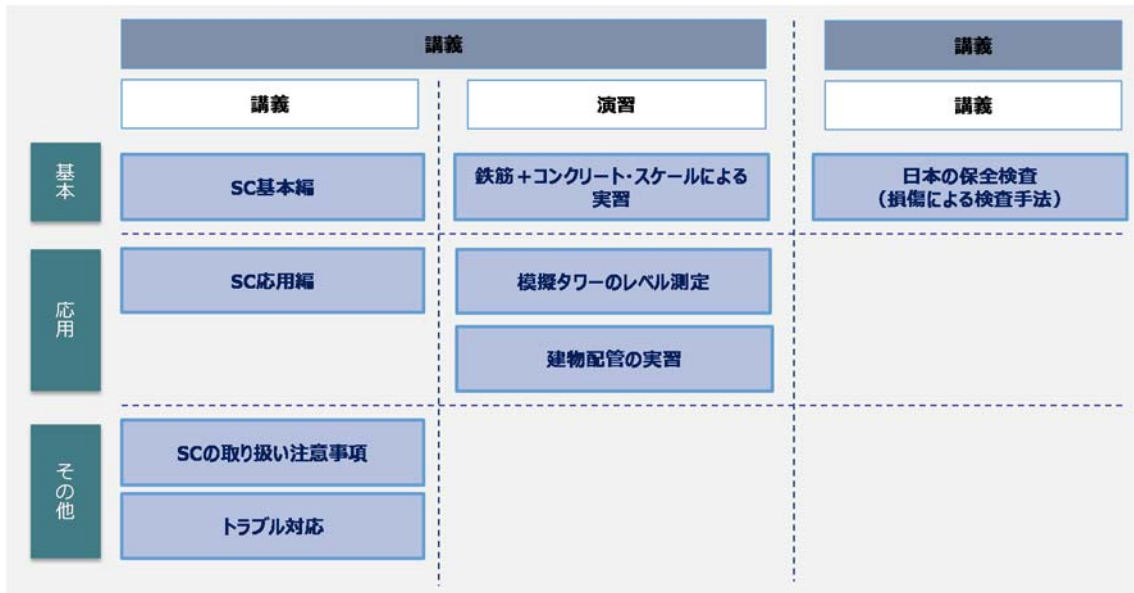 講義
講義
講義
演習
講義
基本
SC基本編
鉄筋+コンクリート・スケールによる
実習
日本の保全検査
(損傷による検査手法)
応用
SC応用編
模擬タワーのレベル測定
建物配管の実習
その他
SCの取り扱い注意事項
トラブル対応